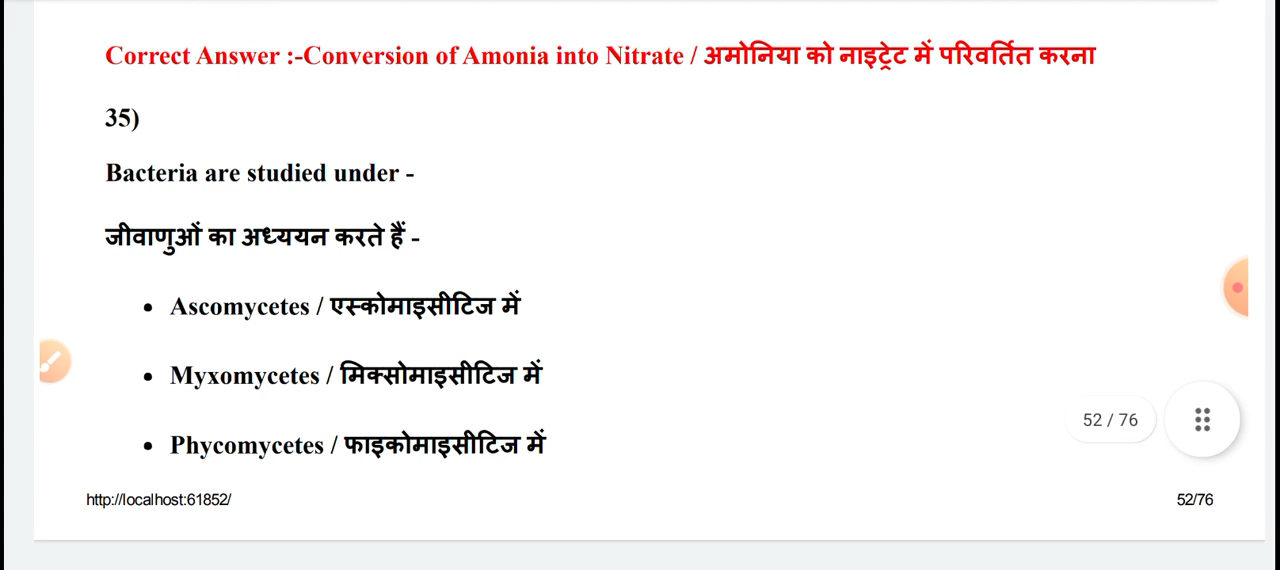 Correct Answer :-Conversion of Amonia into Nitrate / अमोनिया को नाइट्रेट में परिवर्तित करना
35)
Bacteria are studied under -
जीवाणुओं का अध्ययन करते हैं -
• Ascomycetes / एस्कोमाइसीटिज में
• Myxomycetes / मिक्सोमाइसीटिज में
• Phycomycetes / फाइकोमाइसीटिज में
52 / 76
http://localhost:61852/ 52/76